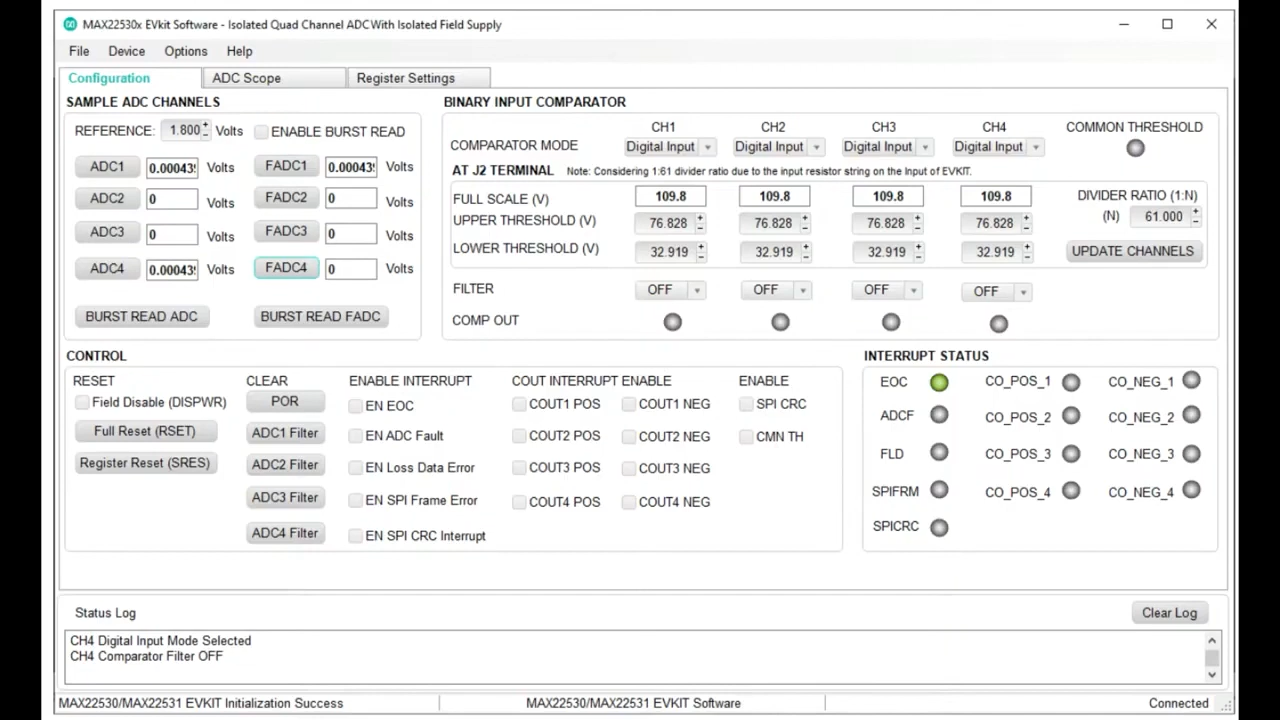 MAX22530x EVkit Software - Isolated Quad Channel ADCWith Isolated Field Supply
File Device Options Help
Configuration ADC Scope Register Settings
SAMPLE ADC CHANNELS
REFERENCE: 1.800 Volts ENABLE BURST READ
ADC1 0.00043 Volts FADC1 0.00043 Volts
ADC2 0 Volts FADC2 0 Volts
ADC3 0 Volts FADC3 0 Volts
ADC4 0.00043 Volts FADC4 0 Volts
BURST READ ADC BURST READ FADC
BINARY INPUT COMPARATOR
CH1 CH2 CH3 CH4 COMMON THRESHOLD
COMPARATOR MODE Digital Input Digital Input Digital Input Digital Input
AT J2 TERMINAL Note: Considering 1:61 divider ratio due to the input resistor string on the Input of EVKIT.
FULL SCALE (V) 109.8 109.8 109.8 109.8 DIVIDER RATIO (1:N)
UPPER THRESHOLD (V) 76.828 76.828 76.828 76.828 (N) 61.000
LOWER THRESHOLD (V) 32.919 32.919 32.919 32.919 UPDATE CHANNELS
FILTER OFF OFF OFF OFF
COMP OUT
CONTROL
RESET CLEAR ENABLE INTERRUPT COUT INTERRUPT ENABLE ENABLE
Field Disable (DISPWR) POR EN EOC COUT1 POS COUT1 NEG SPI CRC
Full Reset (RSET) ADC1 Filter EN ADC Fault COUT2 POS COUT2 NEG CMN TH
Register Reset (SRES) ADC2 Filter EN Loss Data Error COUT3 POS COUT3 NEG
ADC3 Filter EN SPI Frame Error COUT4 POS COUT4 NEG
ADC4 Filter EN SPI CRC Interrupt
INTERRUPT STATUS
EOC CO_POS_1 CO_NEG_1
ADCF CO_POS_2 CO_NEG_2
FLD CO_POS_3 CO_NEG_3
SPIFRM CO_POS_4 CO_NEG_4
SPICRC
Status Log Clear Log
CH4 Digital Input Mode Selected
CH4 Comparator Filter OFF
MAX22530/MAX22531 EVKIT Initialization Success MAX22530/MAX22531 EVKIT Software Connected